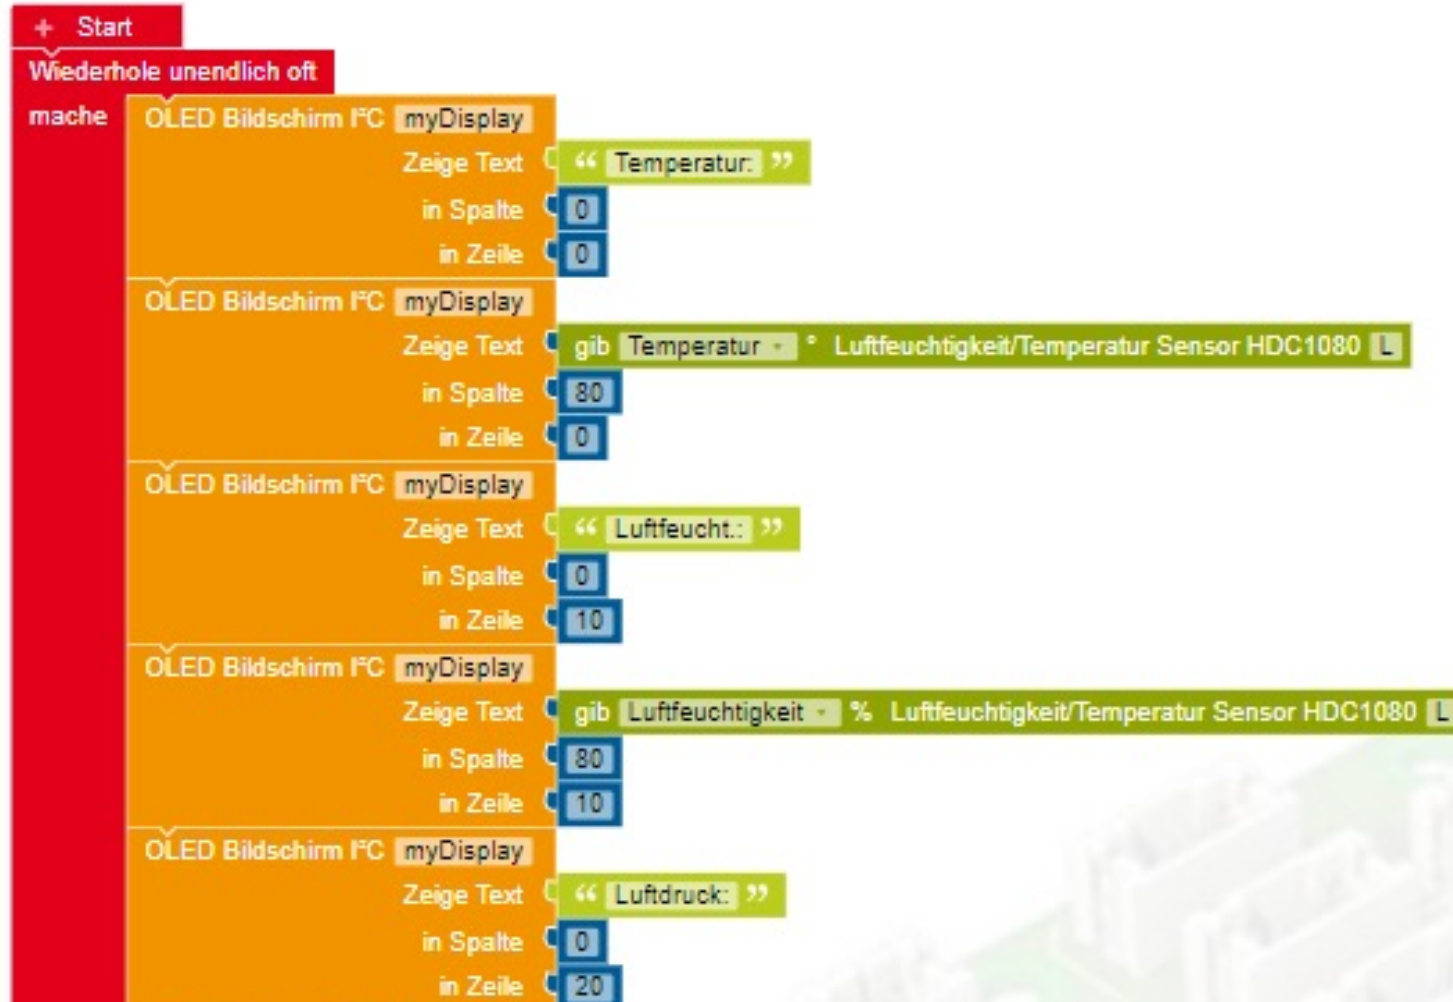 + Start
Wiederhole unendlich oft
mache OLED Bildschirm I²C myDisplay
Zeige Text “ Temperatur: ”
in Spalte 0
in Zeile 0
OLED Bildschirm I²C myDisplay
Zeige Text gib Temperatur ° Luftfeuchtigkeit/Temperatur Sensor HDC1080 L
in Spalte 80
in Zeile 0
OLED Bildschirm I²C myDisplay
Zeige Text “ Luftfeucht.: ”
in Spalte 0
in Zeile 10
OLED Bildschirm I²C myDisplay
Zeige Text gib Luftfeuchtigkeit % Luftfeuchtigkeit/Temperatur Sensor HDC1080 L
in Spalte 80
in Zeile 10
OLED Bildschirm I²C myDisplay
Zeige Text “ Luftdruck: ”
in Spalte 0
in Zeile 20